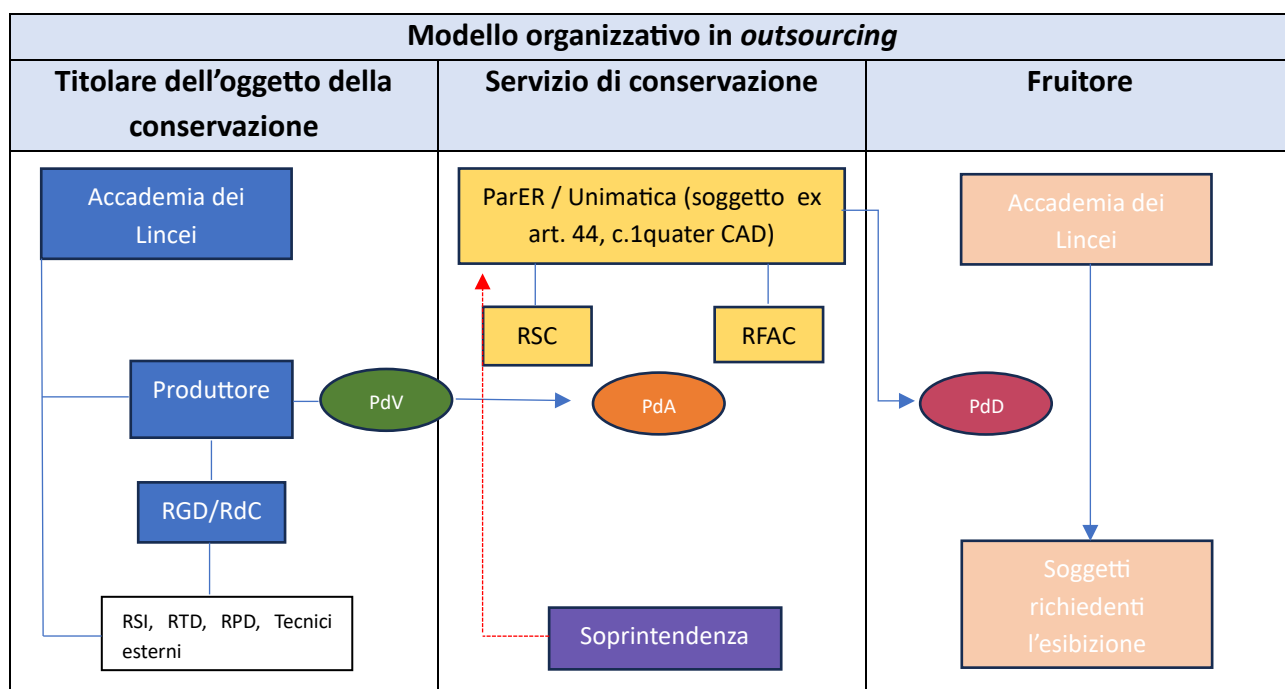 Modello organizzativo in outsourcing
Titolare dell’oggetto della
conservazione
Servizio di conservazione
Fruitore
Accademia dei
Lincei
Produttore
PdV
RGD/RdC
RSI, RTD, RPD, Tecnici
esterni
ParER / Unimatica (soggetto ex
art. 44, c.1quater CAD)
RSC
RFAC
PdA
Soprintendenza
Accademia dei
Lincei
PdD
Soggetti
richiedenti
l’esibizione